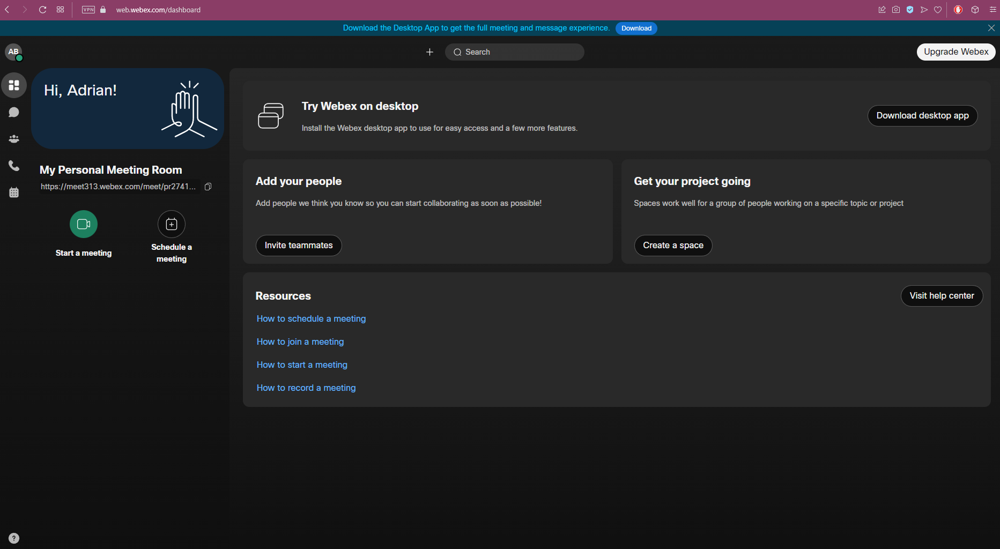 VPN web.webex.com/dashboard
Download the Desktop App to get the full meeting and message experience. Download
AB
Search
Upgrade Webex
Hi, Adrian!
My Personal Meeting Room
https://meet313.webex.com/meet/pr2741...
Start a meeting
Schedule a
meeting
Try Webex on desktop
Install the Webex desktop app to use for easy access and a few more features.
Download desktop app
Add your people
Add people we think you know so you can start collaborating as soon as possible!
Invite teammates
Get your project going
Spaces work well for a group of people working on a specific topic or project
Create a space
Resources
Visit help center
How to schedule a meeting
How to join a meeting
How to start a meeting
How to record a meeting
?